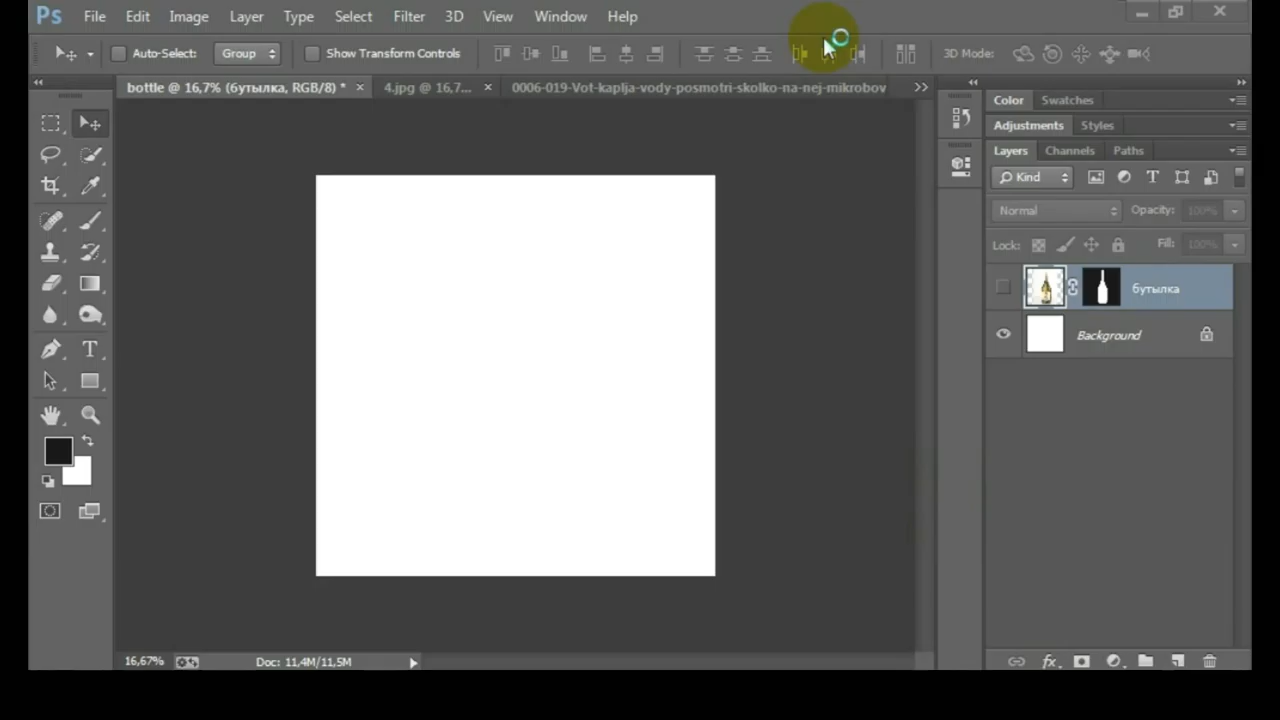 Ps File Edit Image Layer Type Select Filter 3D View Window Help
Auto-Select: Group Show Transform Controls 3D Mode:
bottle @ 16,7% (бутылка, RGB/8) * × 4.jpg @ 16,7... × 0006-019-Vot-kaplja-vody-posmotri-skolko-na-nej-mikrobov
Color Swatches
Adjustments Styles
Layers Channels Paths
Kind
Normal Opacity: 100%
Lock: Fill: 100%
бутылка
Background
16,67% Doc: 11,4M/11,5M